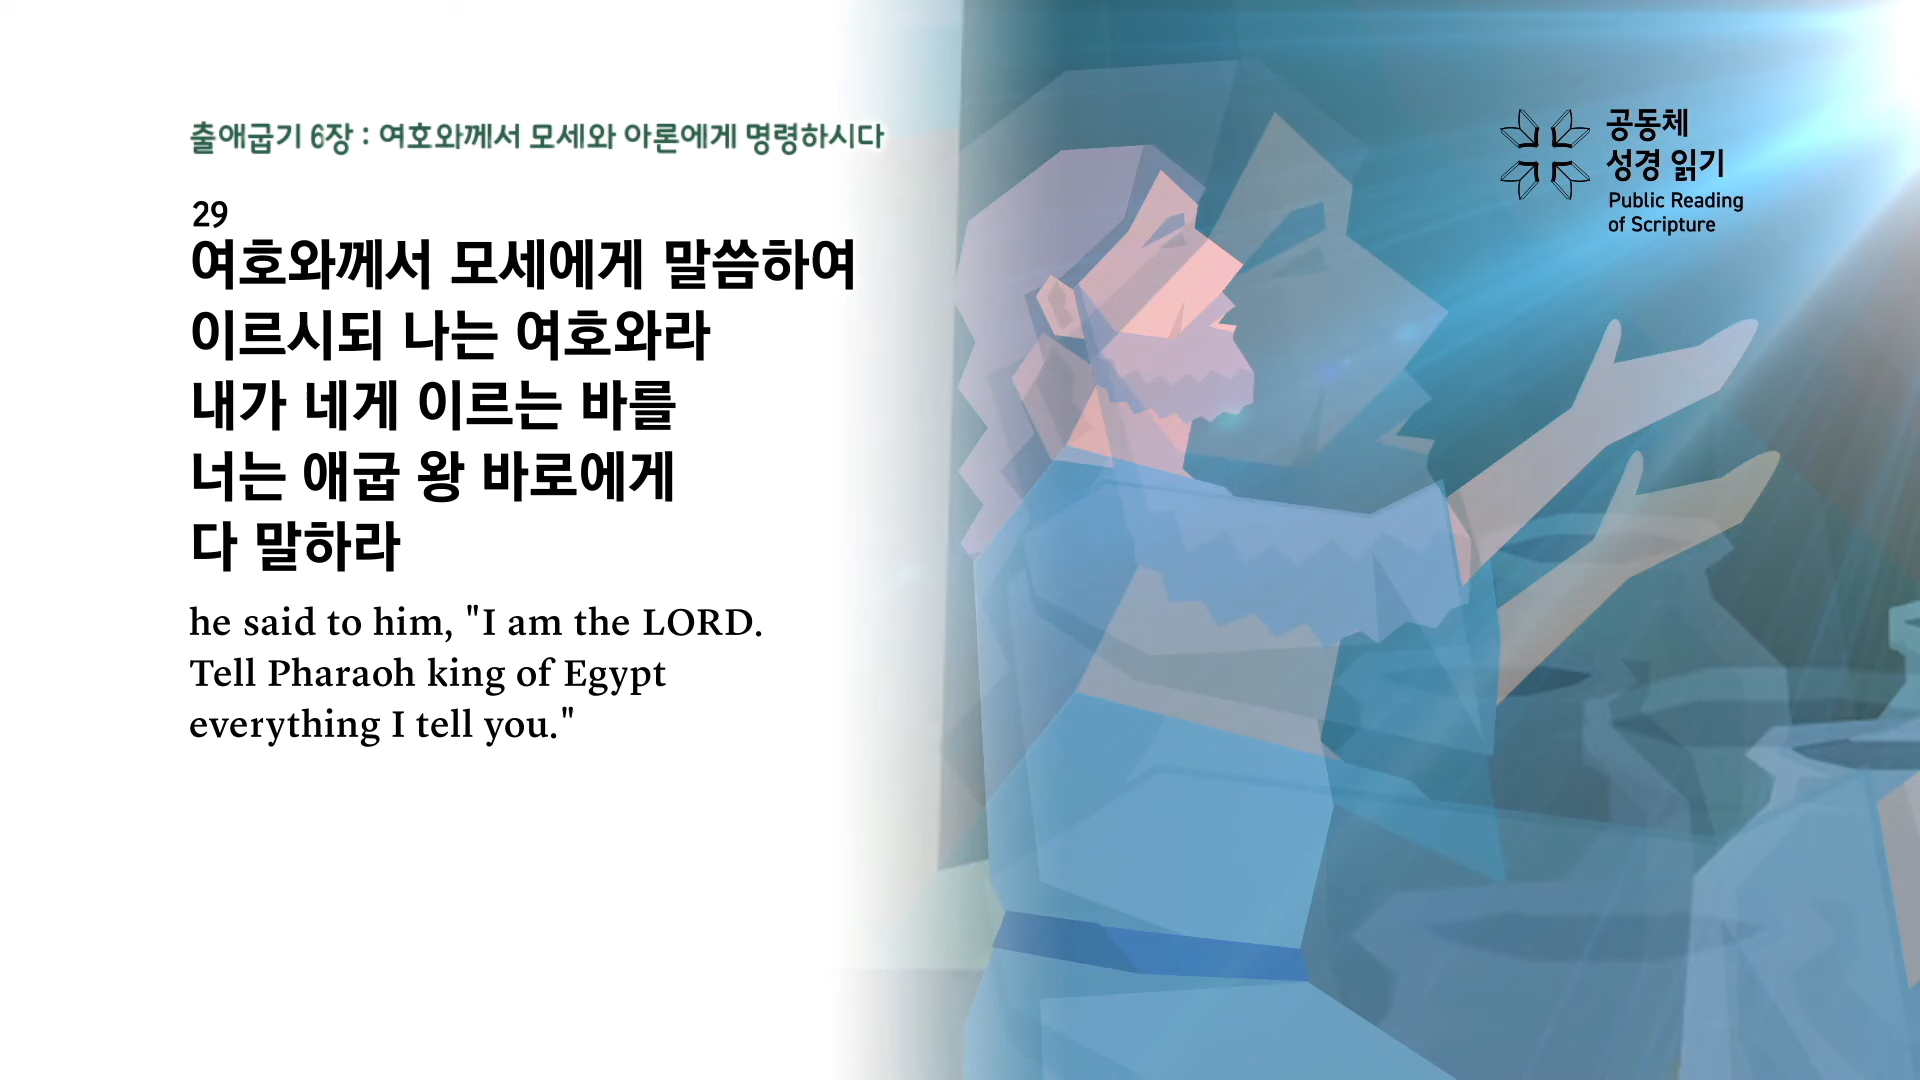 출애굽기 6장 : 여호와께서 모세와 아론에게 명령하시다
29
여호와께서 모세에게 말씀하여
이르시되 나는 여호와라
내가 네게 이르는 바를
너는 애굽 왕 바로에게
다 말하라
he said to him, "I am the LORD.
Tell Pharaoh king of Egypt
everything I tell you."
공동체
성경 읽기
Public Reading
of Scripture